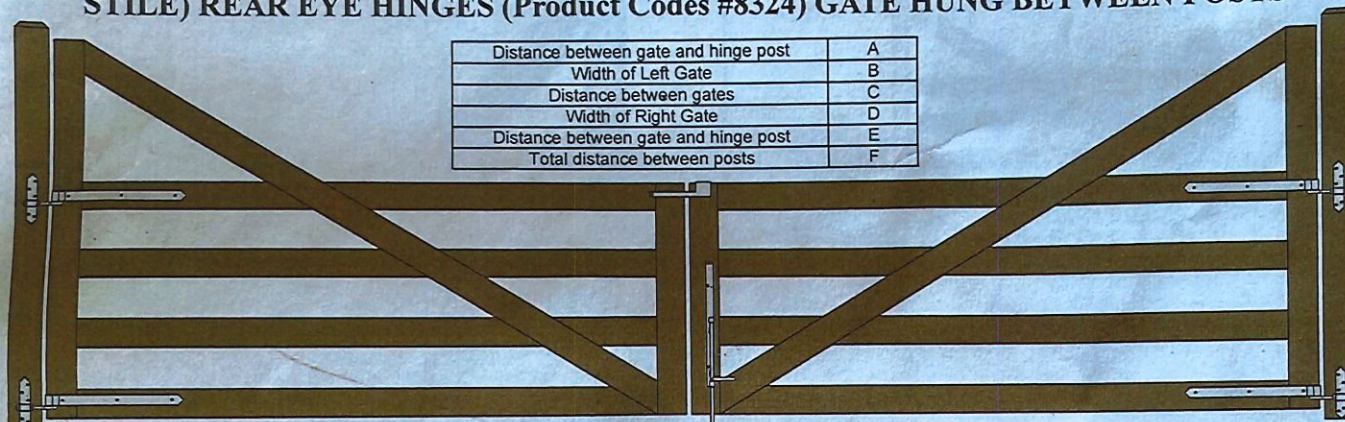 STILE) REAR EYE HINGES (Product Codes #8324) GATE HUNG BETWEEN POSTS
Distance between gate and hinge post A
Width of Left Gate B
Distance between gates C
Width of Right Gate D
Distance between gate and hinge post E
Total distance between posts F